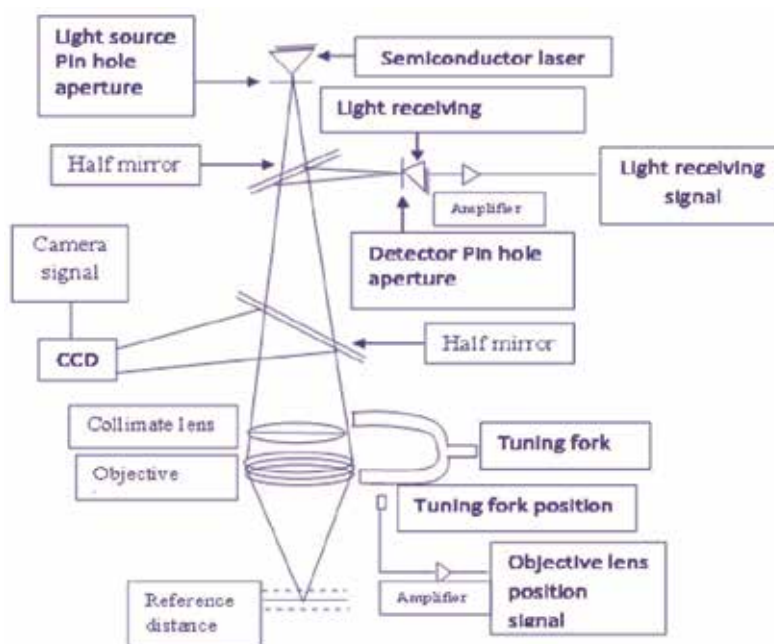 Light source
Pin hole
aperture
Semiconductor laser
Light receiving
Half mirror
Amplifier
Light receiving
signal
Detector Pin hole
aperture
Camera
signal
CCD
Half mirror
Collimate lens
Objective
Tuning fork
Tuning fork position
Reference
distance
Amplifier
Objective lens
position
signal